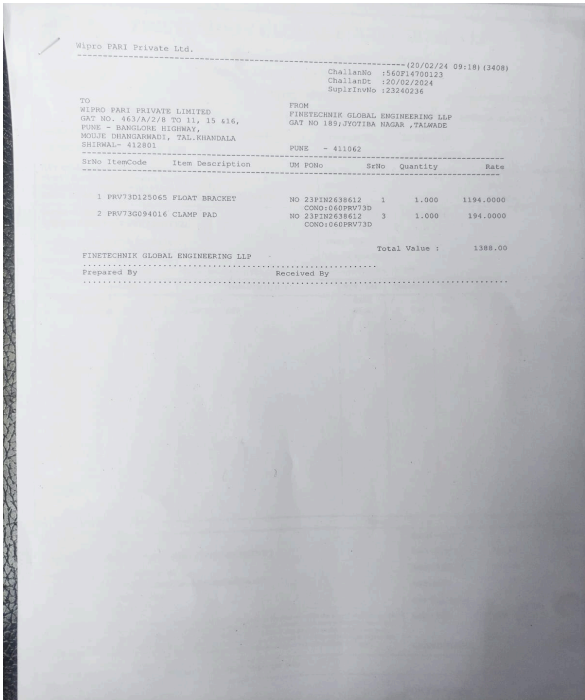 Wipro PARI Private Ltd.
(20/02/24 09:18)(3408)
ChallanNo :560F14700123
ChallanDt :20/02/2024
SuplrInvNo :23240236
TO
WIPRO PARI PRIVATE LIMITED
GAT NO. 463/A/2/B TO 11, 15 &16,
PUNE - BANGLORE HIGHWAY,
MOUJE DHANGARWADI, TAL.KHANDALA
SHIRWAL- 412801
FROM
FINETECHNIK GLOBAL ENGINEERING LLP
GAT NO 189,JYOTIBA NAGAR ,TALWADE
PUNE - 411062
SrNo ItemCode Item Description UM PONo SrNo Quantity Rate
1 PRV73D125065 FLOAT BRACKET NO 23PIN2638612 1 1.000 1194.0000
CONO:060PRV73D
2 PRV73G094016 CLAMP PAD NO 23PIN2638612 3 1.000 194.0000
CONO:060PRV73D
Total Value : 1388.00
FINETECHNIK GLOBAL ENGINEERING LLP
Prepared By Received By